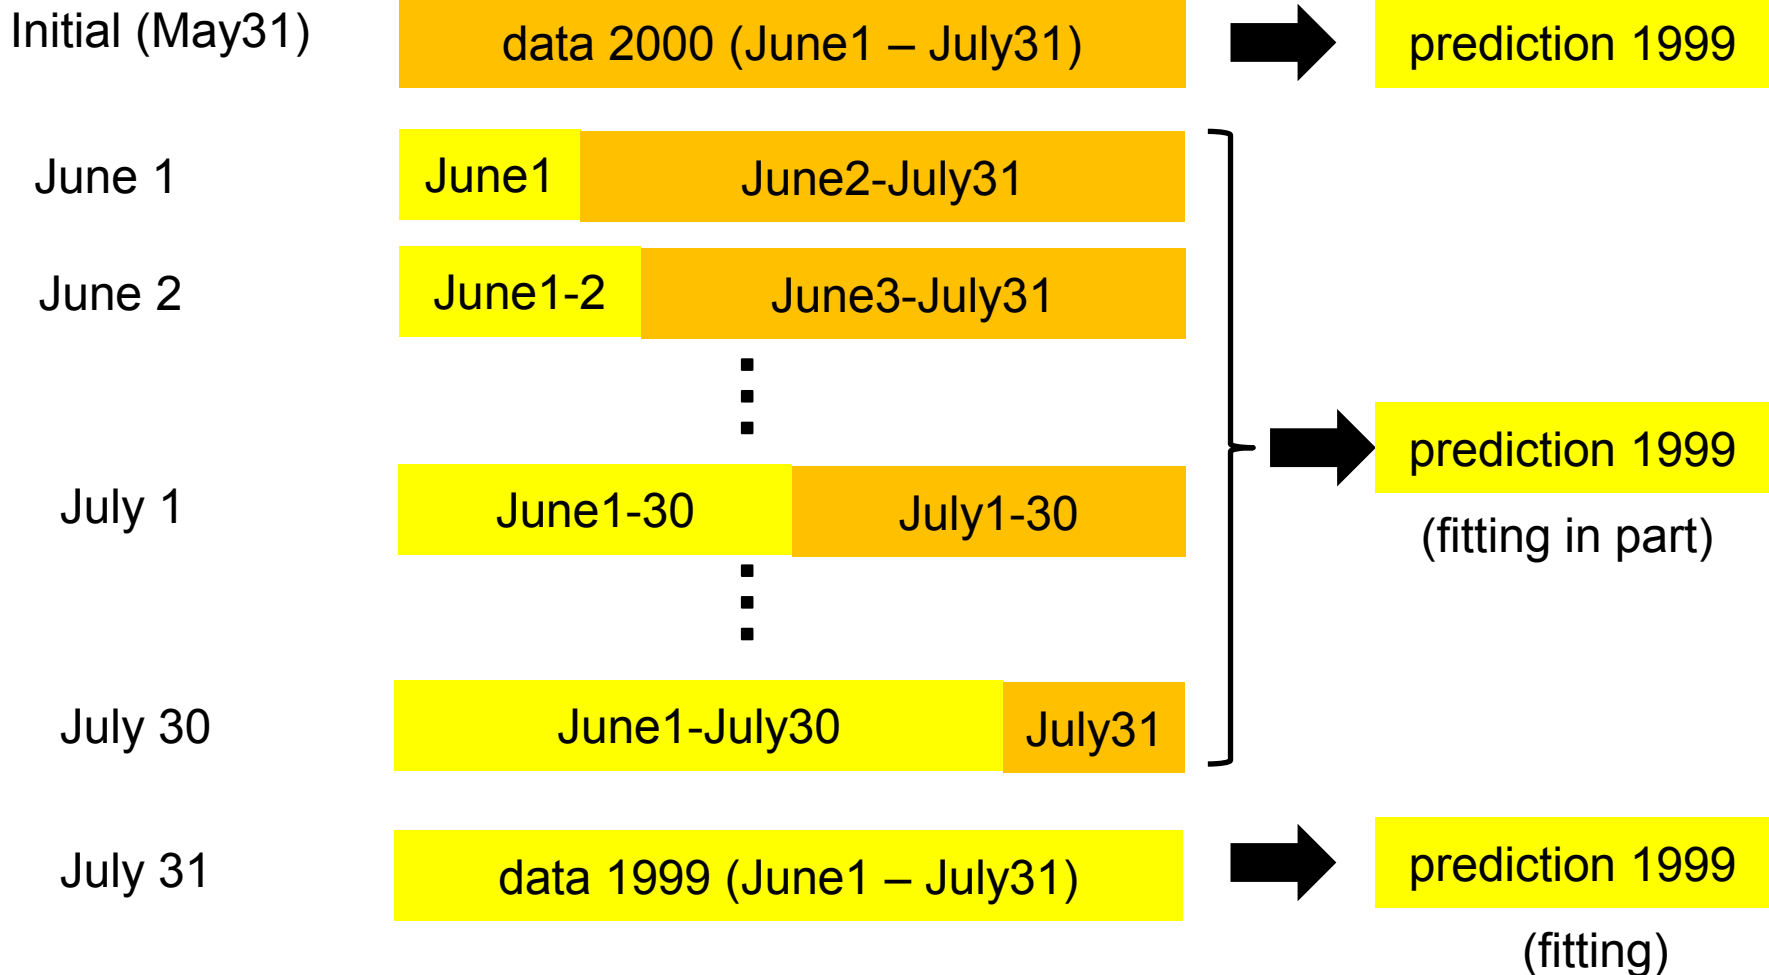 Initial (May31)
data 2000 (June1 – July31)
prediction 1999
June 1
June1
June2-July31
June 2
June1-2
June3-July31
prediction 1999
(fitting in part)
July 1
June1-30
July1-30
July 30
June1-July30
July31
July 31
data 1999 (June1 – July31)
prediction 1999
(fitting)